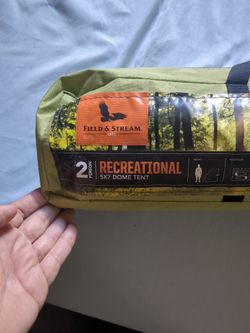 FIELD & STREAM
2
PERSON
RECREATIONAL
5X7 DOME TENT